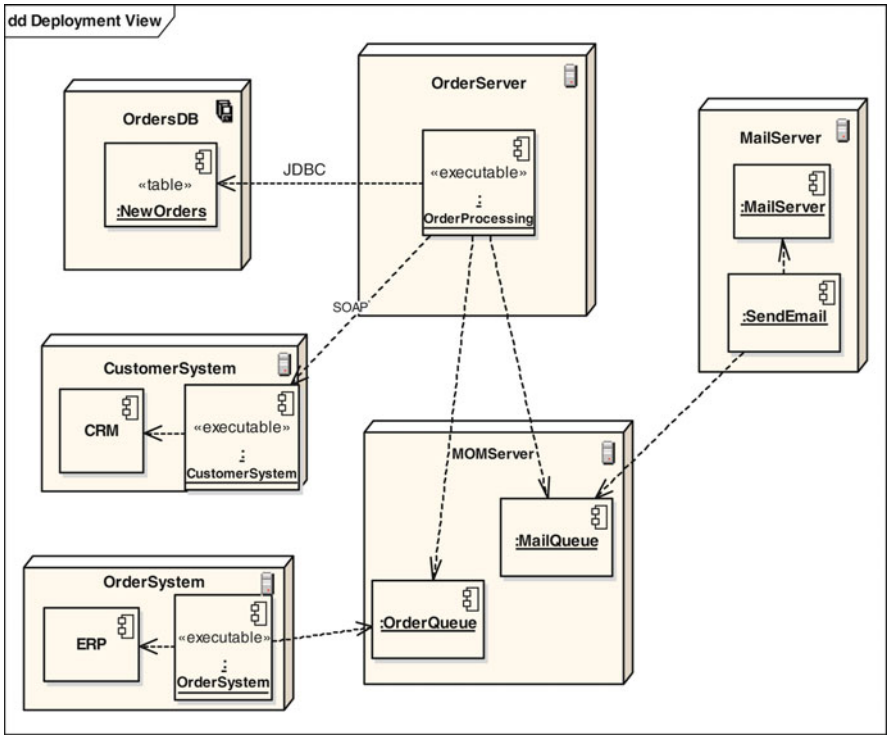 dd Deployment View
OrdersDB
«table»
:NewOrders
JDBC
OrderServer
«executable»
:
OrderProcessing
MailServer
:MailServer
:SendEmail
SOAP
CustomerSystem
CRM
«executable»
:
CustomerSystem
MOMServer
:MailQueue
:OrderQueue
OrderSystem
ERP
«executable»
:
OrderSystem